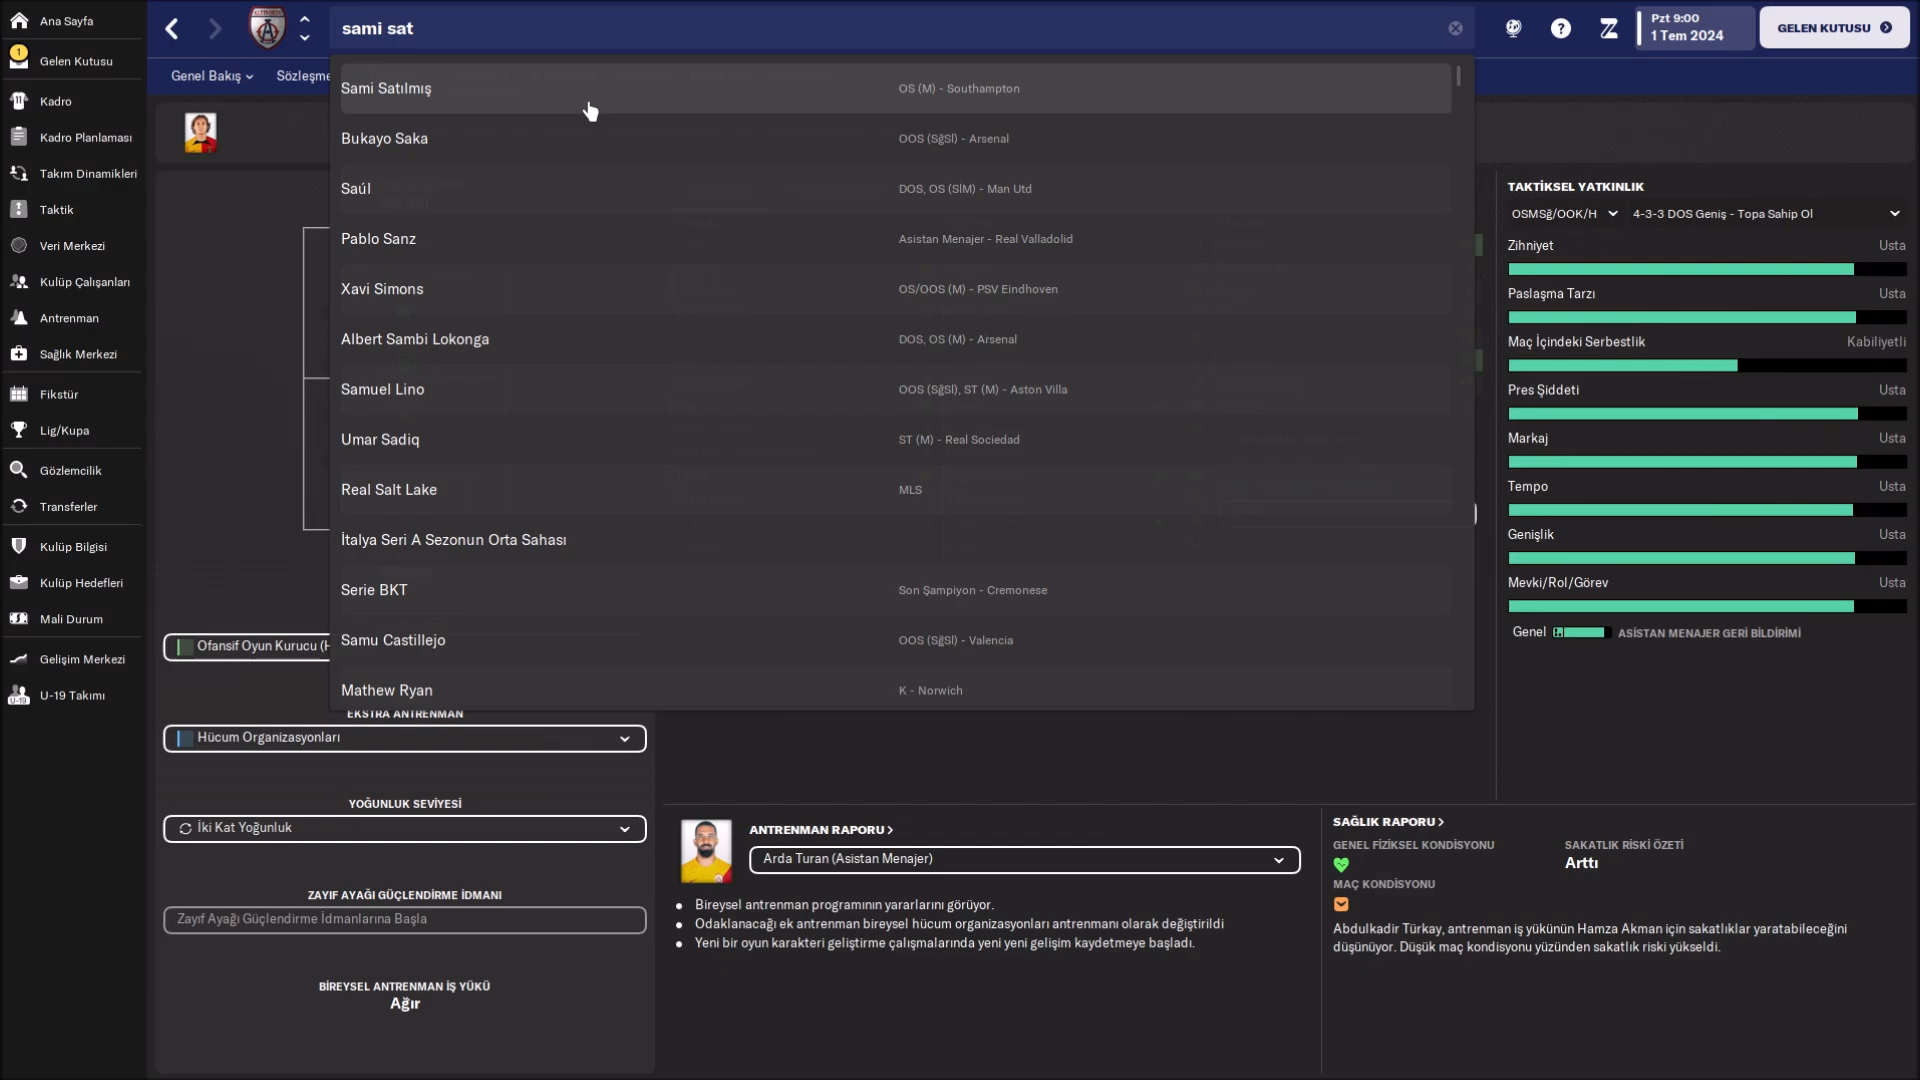 Ana Sayfa
1
Gelen Kutusu
Kadro
Kadro Planlaması
Takım Dinamikleri
Taktik
Veri Merkezi
Kulüp Çalışanları
Antrenman
Sağlık Merkezi
Fikstür
Lig/Kupa
Gözlemcilik
Transferler
Kulüp Bilgisi
Kulüp Hedefleri
Mali Durum
Gelişim Merkezi
U-19 Takımı
sami sat
Pzt 9:00
1 Tem 2024
GELEN KUTUSU
Genel Bakış
Sözleşme
Sami Satılmış OS (M) - Southampton
Bukayo Saka OOS (SğSl) - Arsenal
Saúl DOS, OS (SlM) - Man Utd
Pablo Sanz Asistan Menajer - Real Valladolid
Xavi Simons OS/OOS (M) - PSV Eindhoven
Albert Sambi Lokonga DOS, OS (M) - Arsenal
Samuel Lino OOS (SğSl), ST (M) - Aston Villa
Umar Sadiq ST (M) - Real Sociedad
Real Salt Lake MLS
İtalya Seri A Sezonun Orta Sahası
Serie BKT Son Şampiyon - Cremonese
Samu Castillejo OOS (SğSl) - Valencia
Mathew Ryan K - Norwich
Ofansif Oyun Kurucu (H
EKSTRA ANTRENMAN
Hücum Organizasyonları
YOĞUNLUK SEVİYESİ
İki Kat Yoğunluk
ZAYIF AYAĞI GÜÇLENDİRME İDMANI
Zayıf Ayağı Güçlendirme İdmanlarına Başla
BİREYSEL ANTRENMAN İŞ YÜKÜ
Ağır
ANTRENMAN RAPORU
Arda Turan (Asistan Menajer)
Bireysel antrenman programının yararlarını görüyor.
Odaklanacağı ek antrenman bireysel hücum organizasyonları antrenmanı olarak değiştirildi
Yeni bir oyun karakteri geliştirme çalışmalarında yeni yeni gelişim kaydetmeye başladı.
TAKTİKSEL YATKINLIK
OSMSğ/OOK/H 4-3-3 DOS Geniş - Topa Sahip Ol
Zihniyet Usta
Paslaşma Tarzı Usta
Maç İçindeki Serbestlik Kabiliyetli
Pres Şiddeti Usta
Markaj Usta
Tempo Usta
Genişlik Usta
Mevki/Rol/Görev Usta
Genel ASİSTAN MENAJER GERİ BİLDİRİMİ
SAĞLIK RAPORU
GENEL FİZİKSEL KONDİSYONU
SAKATLIK RİSKİ ÖZETİ
Arttı
MAÇ KONDİSYONU
Abdulkadir Türkay, antrenman iş yükünün Hamza Akman için sakatlıklar yaratabileceğini
düşünüyor. Düşük maç kondisyonu yüzünden sakatlık riski yükseldi.